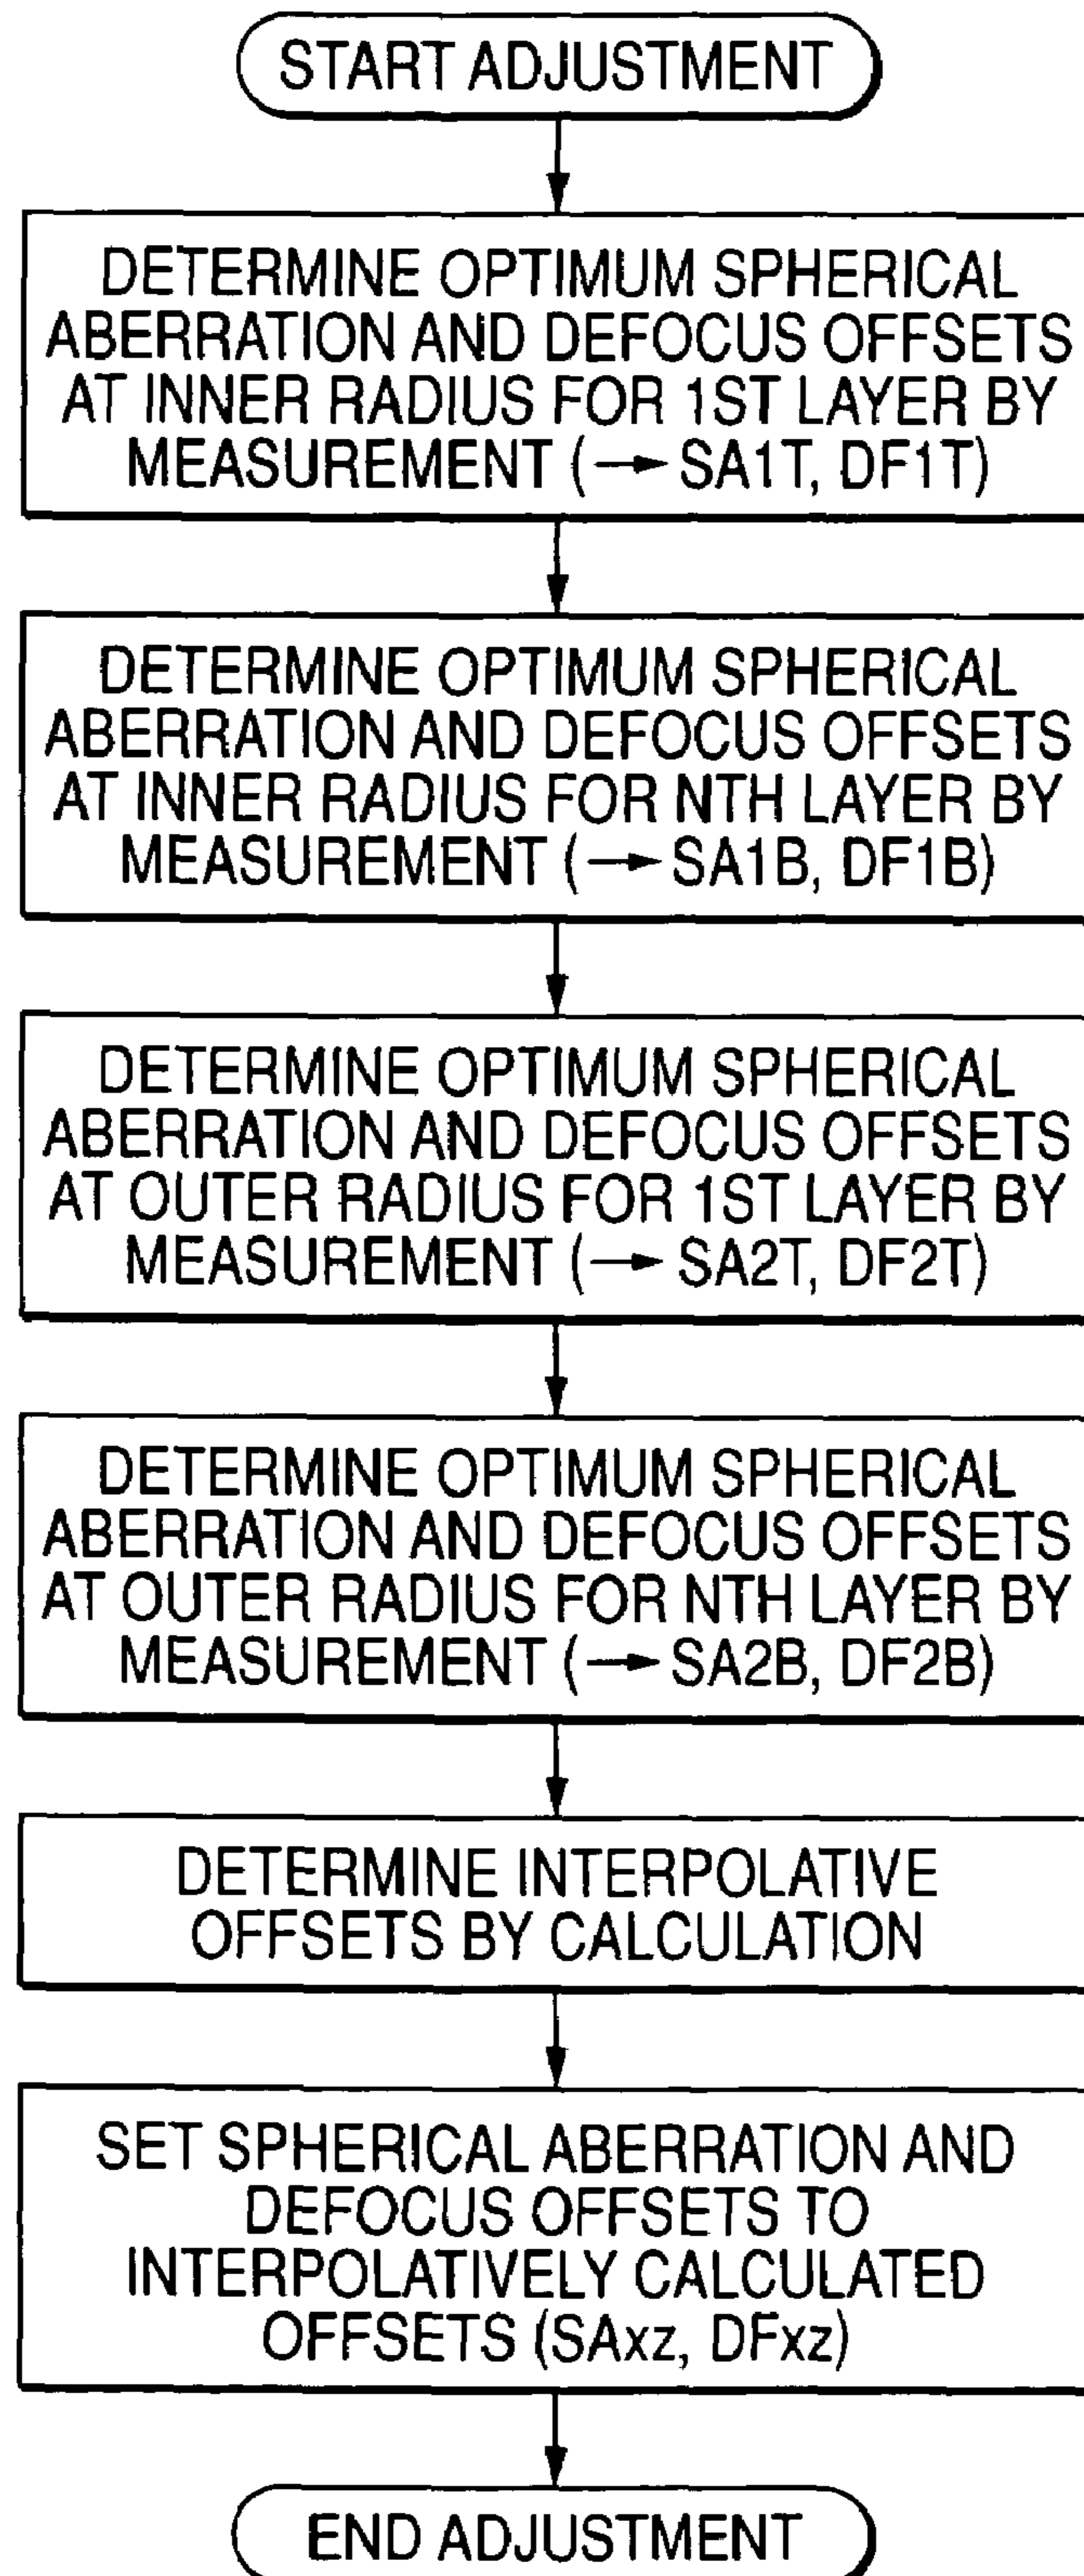 START ADJUSTMENT
DETERMINE OPTIMUM SPHERICAL
ABERRATION AND DEFOCUS OFFSETS
AT INNER RADIUS FOR 1ST LAYER BY
MEASUREMENT (→ SA1T, DF1T)
DETERMINE OPTIMUM SPHERICAL
ABERRATION AND DEFOCUS OFFSETS
AT INNER RADIUS FOR NTH LAYER BY
MEASUREMENT (→ SA1B, DF1B)
DETERMINE OPTIMUM SPHERICAL
ABERRATION AND DEFOCUS OFFSETS
AT OUTER RADIUS FOR 1ST LAYER BY
MEASUREMENT (→ SA2T, DF2T)
DETERMINE OPTIMUM SPHERICAL
ABERRATION AND DEFOCUS OFFSETS
AT OUTER RADIUS FOR NTH LAYER BY
MEASUREMENT (→ SA2B, DF2B)
DETERMINE INTERPOLATIVE
OFFSETS BY CALCULATION
SET SPHERICAL ABERRATION AND
DEFOCUS OFFSETS TO
INTERPOLATIVELY CALCULATED
OFFSETS (SAxz, DFxz)
END ADJUSTMENT